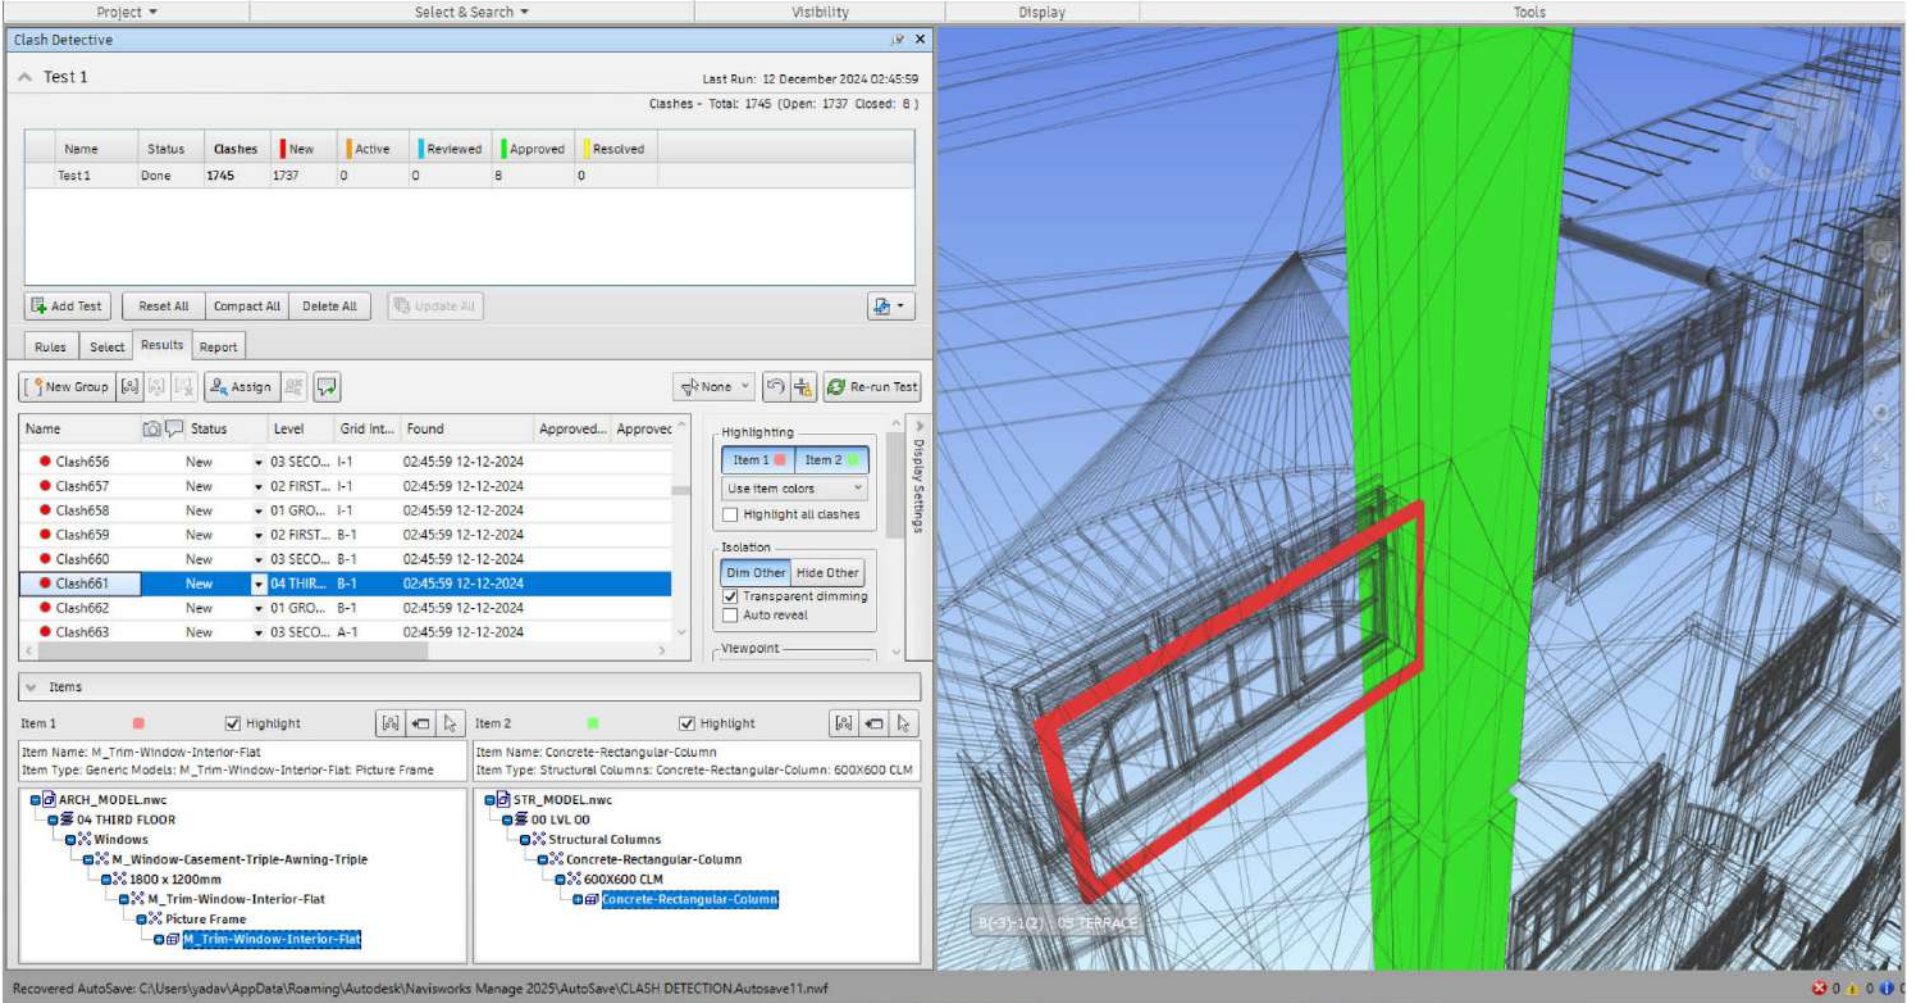 Project Select & Search Visibility Display Tools
Clash Detective
Test 1
Last Run: 12 December 2024 02:45:59
Clashes - Total: 1745 (Open: 1737 Closed: 8 )
Name Status Clashes New Active Reviewed Approved Resolved
Test 1 Done 1745 1737 0 0 8 0
Add Test Reset All Compact All Delete All Update All
Rules Select Results Report
New Group Assign None Re-run Test
Name Status Level Grid Int... Found Approved... Approved
Clash656 New 03 SECO... I-1 02:45:59 12-12-2024
Clash657 New 02 FIRST... I-1 02:45:59 12-12-2024
Clash658 New 01 GRO... I-1 02:45:59 12-12-2024
Clash659 New 02 FIRST... B-1 02:45:59 12-12-2024
Clash660 New 03 SECO... B-1 02:45:59 12-12-2024
Clash661 New 04 THIR... B-1 02:45:59 12-12-2024
Clash662 New 01 GRO... B-1 02:45:59 12-12-2024
Clash663 New 03 SECO... A-1 02:45:59 12-12-2024
Highlighting
Item 1 Item 2
Use item colors
Highlight all clashes
Isolation
Dim Other Hide Other
Transparent dimming
Auto reveal
Viewpoint
Display Settings
Items
Item 1 Highlight
Item Name: M_Trim-Window-Interior-Flat
Item Type: Generic Models: M_Trim-Window-Interior-Flat: Picture Frame
ARCH_MODEL.nwc
04 THIRD FLOOR
Windows
M_Window-Casement-Triple-Awning-Triple
1800 x 1200mm
M_Trim-Window-Interior-Flat
Picture Frame
M_Trim-Window-Interior-Flat
Item 2 Highlight
Item Name: Concrete-Rectangular-Column
Item Type: Structural Columns: Concrete-Rectangular-Column: 600X600 CLM
STR_MODEL.nwc
00 LVL 00
Structural Columns
Concrete-Rectangular-Column
600X600 CLM
Concrete-Rectangular-Column
B(-3)-1(2) : 05 TERRACE
Recovered AutoSave: C:\Users\yadav\AppData\Roaming\Autodesk\Navisworks Manage 2025\AutoSave\CLASH DETECTION.Autosave11.nwf
0 0 0